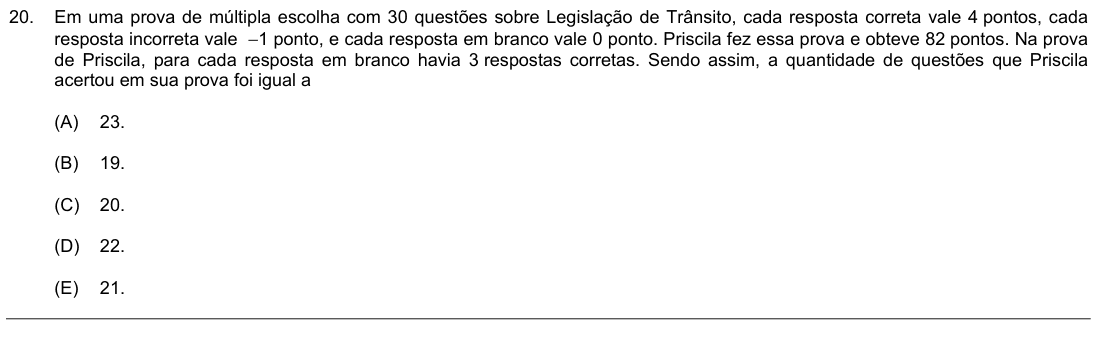 20. Em uma prova de múltipla escolha com 30 questões sobre Legislação de Trânsito, cada resposta correta vale 4 pontos, cada
resposta incorreta vale −1 ponto, e cada resposta em branco vale 0 ponto. Priscila fez essa prova e obteve 82 pontos. Na prova
de Priscila, para cada resposta em branco havia 3 respostas corretas. Sendo assim, a quantidade de questões que Priscila
acertou em sua prova foi igual a
(A) 23.
(B) 19.
(C) 20.
(D) 22.
(E) 21.